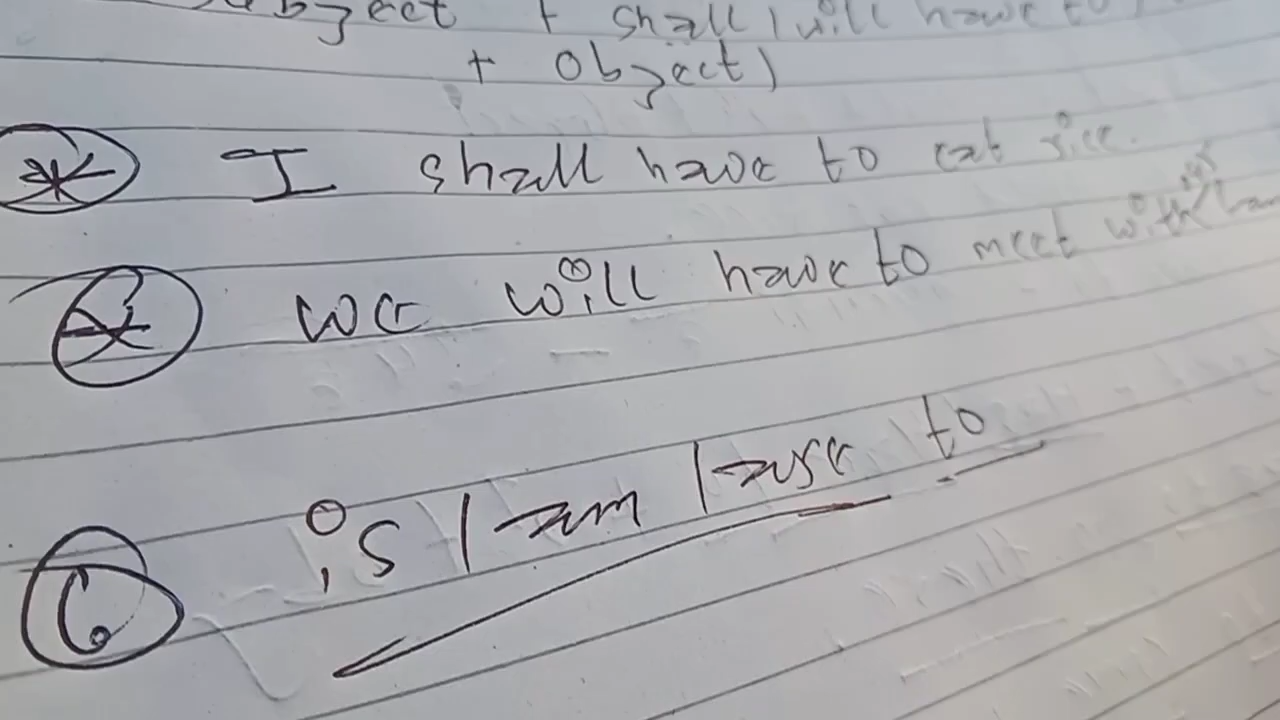 + shall / will have to
+ object)
I shall have to eat rice.
we will have to meet with
6. is / am / are to